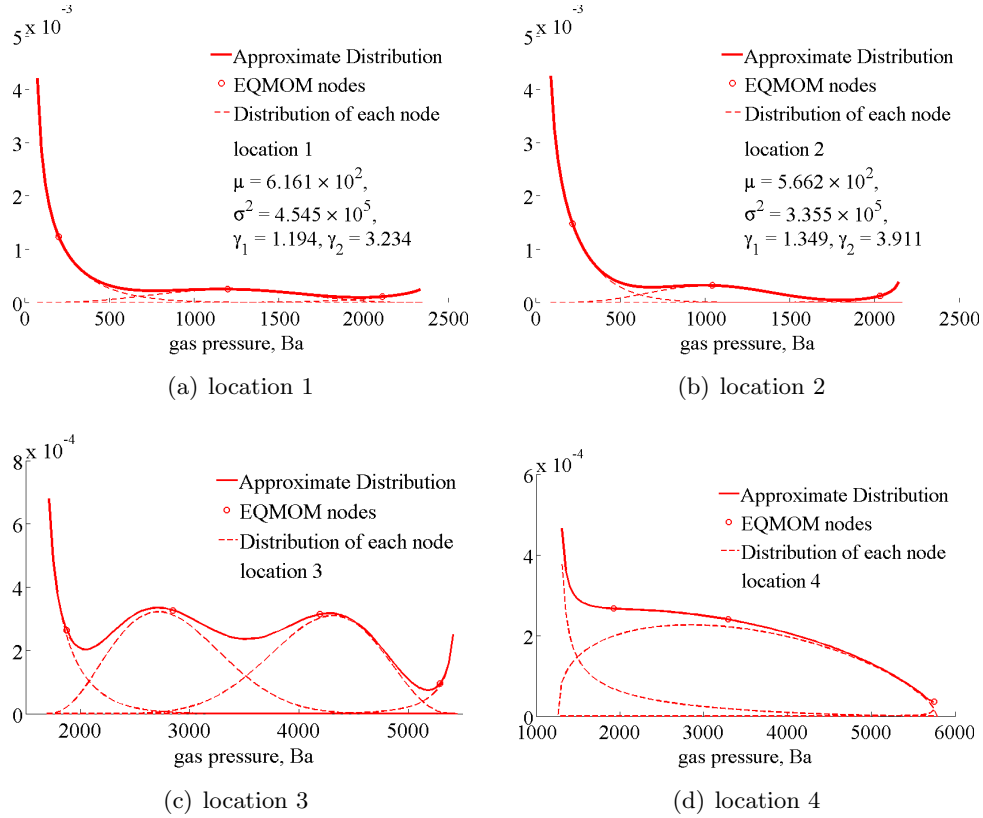 x 10^-3
5
4
3
2
1
0
0 500 1000 1500 2000 2500
gas pressure, Ba
Approximate Distribution
EQMOM nodes
Distribution of each node
location 1
μ = 6.161 × 10^2,
σ^2 = 4.545 × 10^5,
γ_1 = 1.194, γ_2 = 3.234
(a) location 1
x 10^-3
5
4
3
2
1
0
0 500 1000 1500 2000 2500
gas pressure, Ba
Approximate Distribution
EQMOM nodes
Distribution of each node
location 2
μ = 5.662 × 10^2,
σ^2 = 3.355 × 10^5,
γ_1 = 1.349, γ_2 = 3.911
(b) location 2
x 10^-4
8
6
4
2
0
2000 3000 4000 5000
gas pressure, Ba
Approximate Distribution
EQMOM nodes
Distribution of each node
location 3
(c) location 3
x 10^-4
6
4
2
0
1000 2000 3000 4000 5000 6000
gas pressure, Ba
Approximate Distribution
EQMOM nodes
Distribution of each node
location 4
(d) location 4